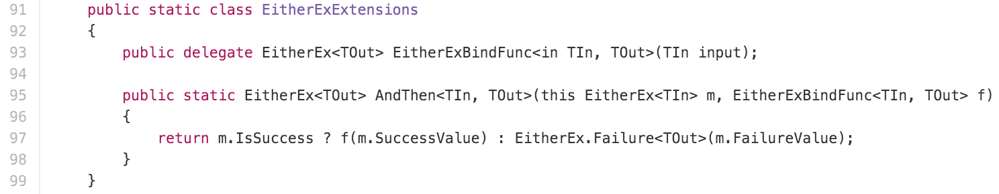 91 public static class EitherExExtensions
92 {
93 public delegate EitherEx<TOut> EitherExBindFunc<in TIn, TOut>(TIn input);
94
95 public static EitherEx<TOut> AndThen<TIn, TOut>(this EitherEx<TIn> m, EitherExBindFunc<TIn, TOut> f)
96 {
97 return m.IsSuccess ? f(m.SuccessValue) : EitherEx.Failure<TOut>(m.FailureValue);
98 }
99 }